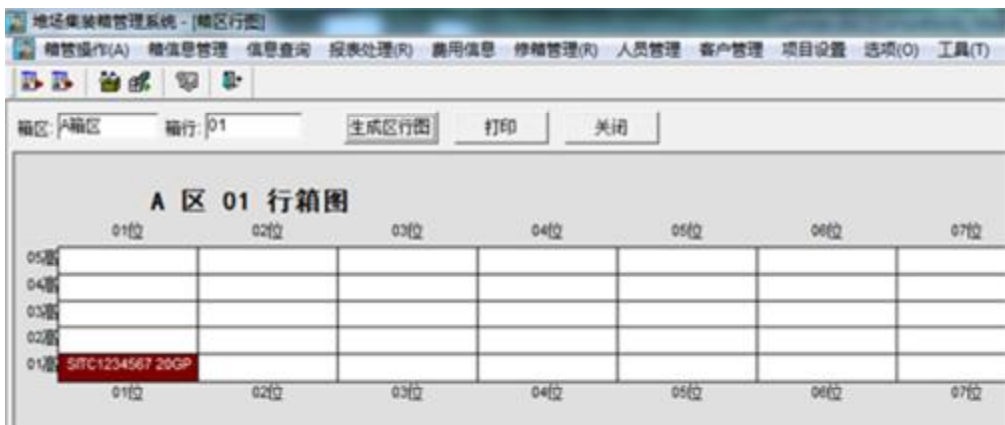 堆场集装箱管理系统 - [箱区行图]
箱管操作(A) 箱信息管理 信息查询 报表处理(R) 费用信息 修箱管理(R) 人员管理 客户管理 项目设置 选项(O) 工具(T)
箱区: A箱区 箱行: 01 生成区行图 打印 关闭
A 区 01 行箱图
01位 02位 03位 04位 05位 06位 07位
05高
04高
03高
02高
01高 SITC1234567 20GP
01位 02位 03位 04位 05位 06位 07位